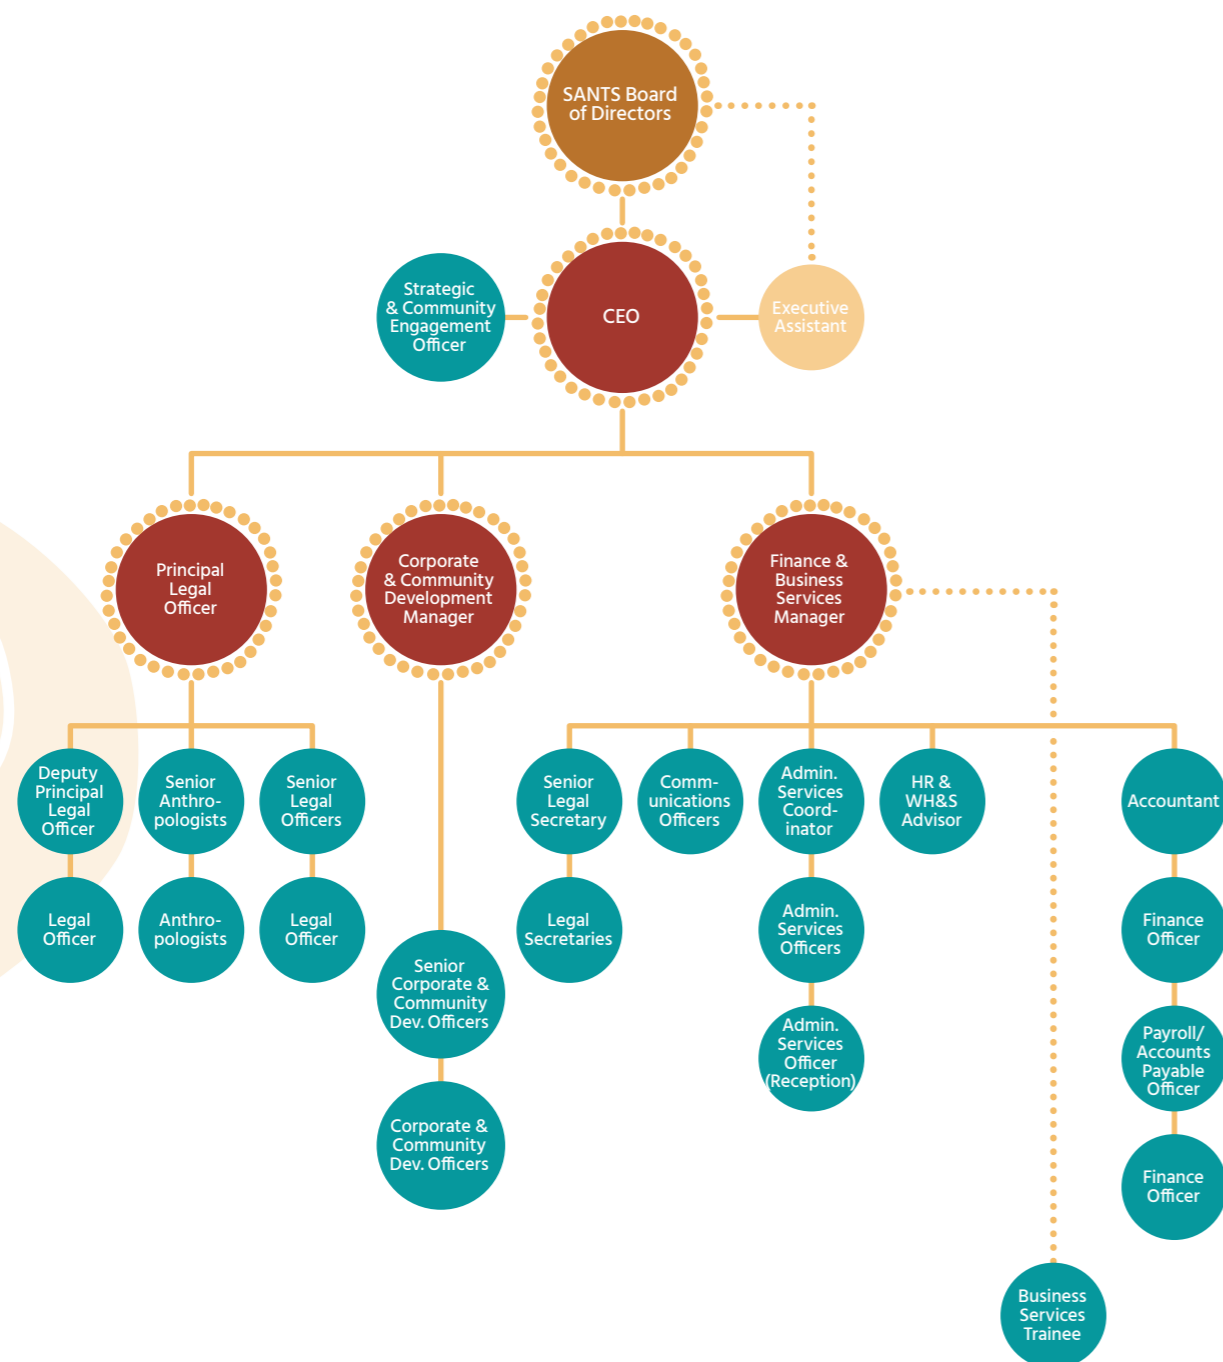 SANTS Board
of Directors
Strategic
& Community
Engagement
Officer
CEO
Executive
Assistant
Principal
Legal
Officer
Corporate
& Community
Development
Manager
Finance &
Business
Services
Manager
Deputy
Principal
Legal
Officer
Senior
Anthro-
pologists
Senior
Legal
Officers
Senior
Legal
Secretary
Comm-
unications
Officers
Admin.
Services
Coord-
inator
HR &
WH&S
Advisor
Accountant
Legal
Officer
Anthro-
pologists
Legal
Officer
Senior
Corporate &
Community
Dev. Officers
Legal
Secretaries
Admin.
Services
Officers
Finance
Officer
Admin.
Services
Officer
(Reception)
Payroll/
Accounts
Payable
Officer
Corporate &
Community
Dev. Officers
Finance
Officer
Business
Services
Trainee